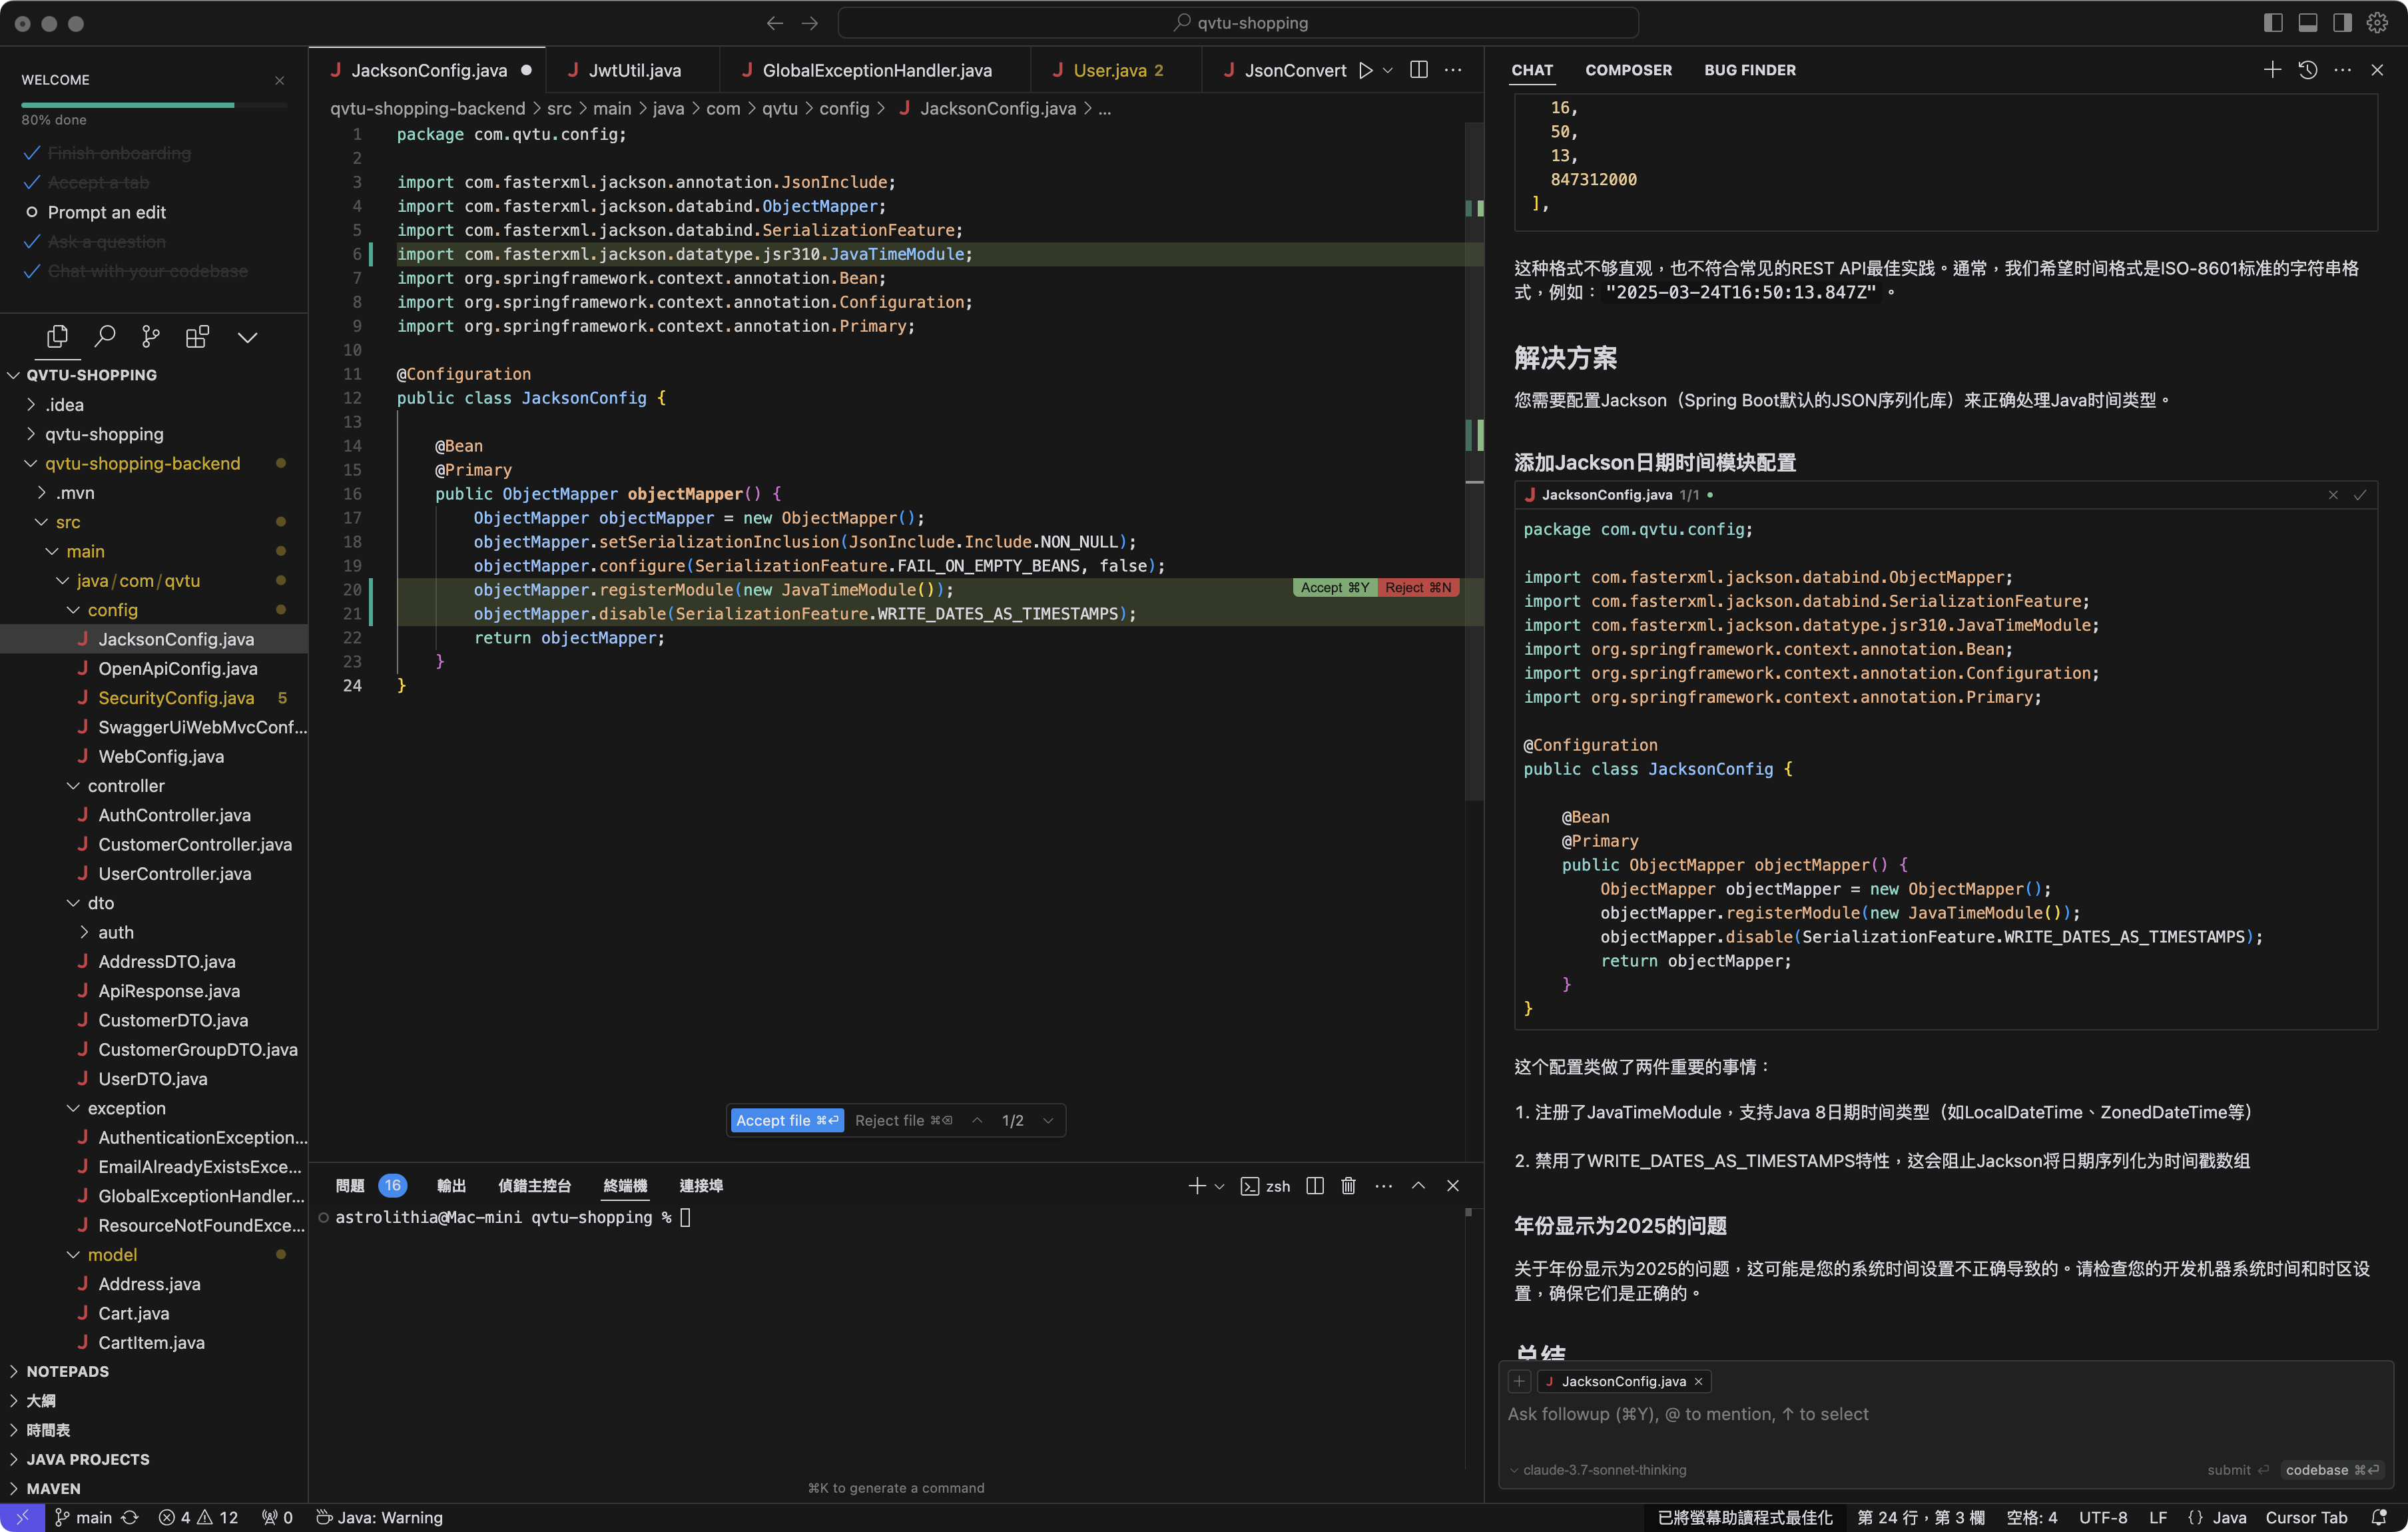 qvtu-shopping
WELCOME
80% done
Finish onboarding
Accept a tab
Prompt an edit
Ask a question
Chat with your codebase
QVTU-SHOPPING
.idea
qvtu-shopping
qvtu-shopping-backend
.mvn
src
main
java/com/qvtu
config
JacksonConfig.java
OpenApiConfig.java
SecurityConfig.java 5
SwaggerUiWebMvcConf...
WebConfig.java
controller
AuthController.java
CustomerController.java
UserController.java
dto
auth
AddressDTO.java
ApiResponse.java
CustomerDTO.java
CustomerGroupDTO.java
UserDTO.java
exception
AuthenticationException...
EmailAlreadyExistsExce...
GlobalExceptionHandler...
ResourceNotFoundExce...
model
Address.java
Cart.java
CartItem.java
NOTEPADS
大綱
時間表
JAVA PROJECTS
MAVEN
JacksonConfig.java JwtUtil.java GlobalExceptionHandler.java User.java 2 JsonConvert
qvtu-shopping-backend > src > main > java > com > qvtu > config > JacksonConfig.java > ...
1 package com.qvtu.config;
2
3 import com.fasterxml.jackson.annotation.JsonInclude;
4 import com.fasterxml.jackson.databind.ObjectMapper;
5 import com.fasterxml.jackson.databind.SerializationFeature;
6 import com.fasterxml.jackson.datatype.jsr310.JavaTimeModule;
7 import org.springframework.context.annotation.Bean;
8 import org.springframework.context.annotation.Configuration;
9 import org.springframework.context.annotation.Primary;
10
11 @Configuration
12 public class JacksonConfig {
13
14 @Bean
15 @Primary
16 public ObjectMapper objectMapper() {
17 ObjectMapper objectMapper = new ObjectMapper();
18 objectMapper.setSerializationInclusion(JsonInclude.Include.NON_NULL);
19 objectMapper.configure(SerializationFeature.FAIL_ON_EMPTY_BEANS, false);
20 objectMapper.registerModule(new JavaTimeModule()); Accept ⌘Y Reject ⌘N
21 objectMapper.disable(SerializationFeature.WRITE_DATES_AS_TIMESTAMPS);
22 return objectMapper;
23 }
24 }
Accept file ⌘⏎ Reject file ⌘⌫ 1/2
問題 16 輸出 偵錯主控台 終端機 連接埠 zsh
astrolithia@Mac-mini qvtu-shopping %
⌘K to generate a command
CHAT COMPOSER BUG FINDER
16,
50,
13,
847312000
],
这种格式不够直观，也不符合常见的REST API最佳实践。通常，我们希望时间格式是ISO-8601标准的字符串格
式，例如："2025-03-24T16:50:13.847Z"。
解决方案
您需要配置Jackson（Spring Boot默认的JSON序列化库）来正确处理Java时间类型。
添加Jackson日期时间模块配置
JacksonConfig.java 1/1
package com.qvtu.config;
import com.fasterxml.jackson.databind.ObjectMapper;
import com.fasterxml.jackson.databind.SerializationFeature;
import com.fasterxml.jackson.datatype.jsr310.JavaTimeModule;
import org.springframework.context.annotation.Bean;
import org.springframework.context.annotation.Configuration;
import org.springframework.context.annotation.Primary;
@Configuration
public class JacksonConfig {
@Bean
@Primary
public ObjectMapper objectMapper() {
ObjectMapper objectMapper = new ObjectMapper();
objectMapper.registerModule(new JavaTimeModule());
objectMapper.disable(SerializationFeature.WRITE_DATES_AS_TIMESTAMPS);
return objectMapper;
}
}
这个配置类做了两件重要的事情：
1. 注册了JavaTimeModule，支持Java 8日期时间类型（如LocalDateTime、ZonedDateTime等）
2. 禁用了WRITE_DATES_AS_TIMESTAMPS特性，这会阻止Jackson将日期序列化为时间戳数组
年份显示为2025的问题
关于年份显示为2025的问题，这可能是您的系统时间设置不正确导致的。请检查您的开发机器系统时间和时区设
置，确保它们是正确的。
总结
JacksonConfig.java
Ask followup (⌘Y), @ to mention, ↑ to select
claude-3.7-sonnet-thinking submit ⏎ codebase ⌘⏎
main 4 12 0 Java: Warning 已將螢幕助讀程式最佳化 第 24 行，第 3 欄 空格: 4 UTF-8 LF {} Java Cursor Tab